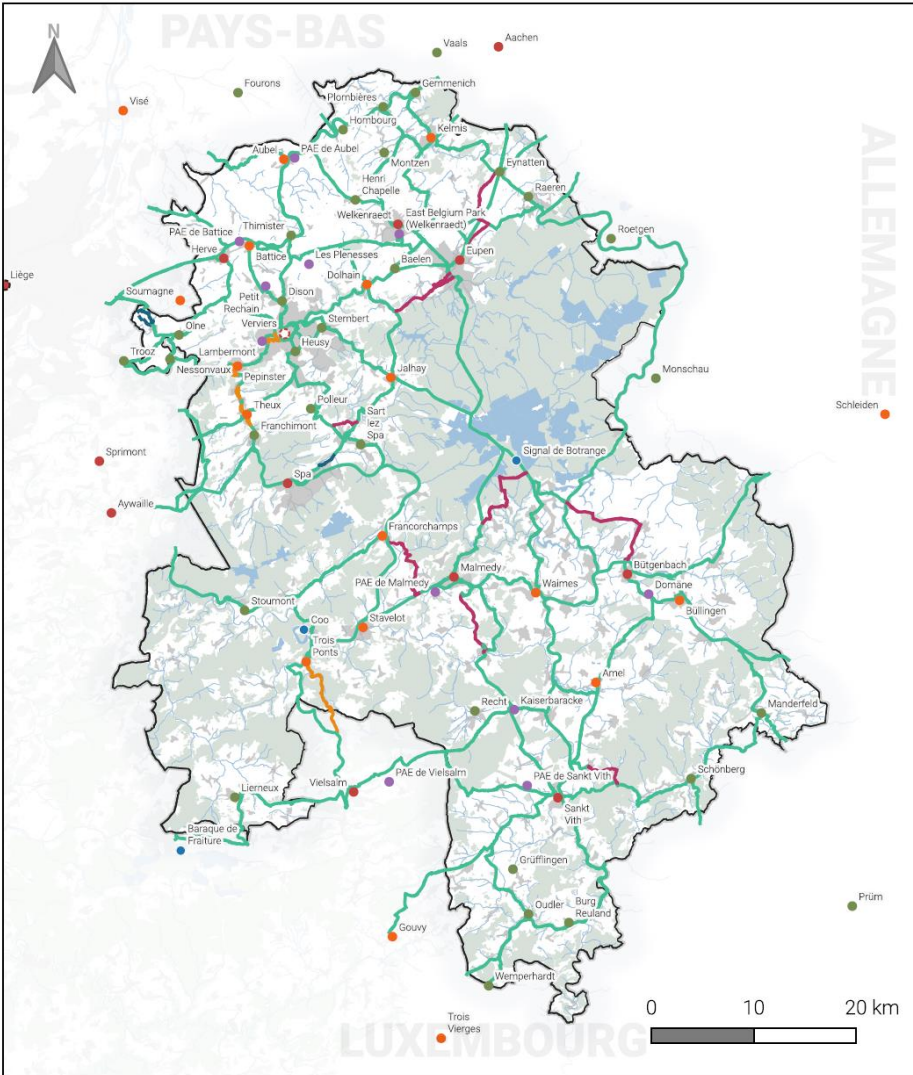 PAYS-BAS
N
Aachen
Vaals
Fourons
Visé
Gemmenich
Plombières
Hornbourg
Kelmis
Aubel
PAE de Aubel
Montzen
Eynatten
ALLEMAGNE
Henri
Chapelle
Raeren
Welkenraedt
East Belgium Park
(Welkenraedt)
PAE de Battice
Thimister
Roetgen
Herve
Battice
Les Plenesses
Baelen
Eupen
Liège
Dolhain
Soumagne
Petit
Rechain
Dison
Verviers
Stembert
Olne
Lambermont
Heusy
Trooz
Nessonvaux
Pepinster
Jalhay
Monschau
Polleur
Theux
Sart
lez
Spa
Schleiden
Franchimont
Sprimont
Signal de Botrange
Spa
Aywaille
Francorchamps
Malmedy
Bütgenbach
PAE de Malmedy
Waimes
Domäne
Stoumont
Büllingen
Coo
Stavelot
Trois
Ponts
Amel
Recht
Kaiserbaracke
Manderfeld
PAE de Vielsalm
PAE de Sankt Vith
Schönberg
Lierneux
Vielsalm
Sankt
Vith
Baraque de
Fraiture
Grüfflingen
Prüm
Oudler
Burg
Reuland
Gouvy
Wemperhardt
0
10
20 km
Trois
Vierges
LUXEMBOURG